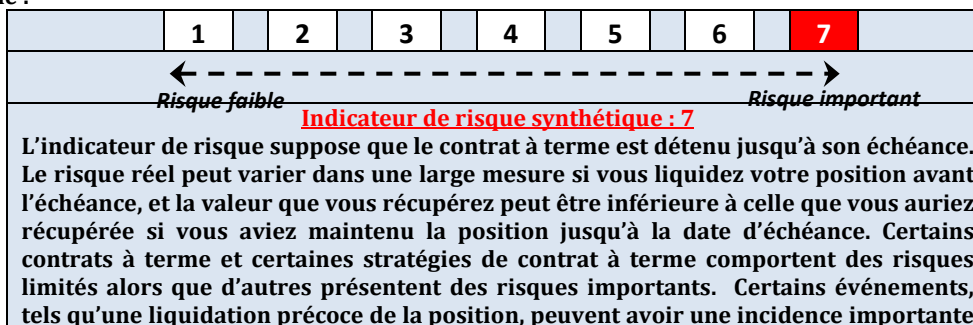 1 2 3 4 5 6 7
Risque faible Risque important
Indicateur de risque synthétique : 7
L'indicateur de risque suppose que le contrat à terme est détenu jusqu'à son échéance.
Le risque réel peut varier dans une large mesure si vous liquidez votre position avant
l'échéance, et la valeur que vous récupérez peut être inférieure à celle que vous auriez
récupérée si vous aviez maintenu la position jusqu'à la date d'échéance. Certains
contrats à terme et certaines stratégies de contrat à terme comportent des risques
limités alors que d'autres présentent des risques importants. Certains événements,
tels qu'une liquidation précoce de la position, peuvent avoir une incidence importante